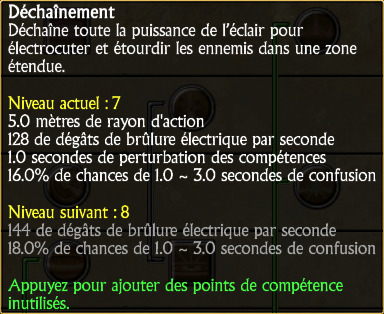 Déchaînement
Déchaîne toute la puissance de l'éclair pour
électrocuter et étourdir les ennemis dans une zone
étendue.
Niveau actuel : 7
5.0 mètres de rayon d'action
128 de dégâts de brûlure électrique par seconde
1.0 secondes de perturbation des compétences
16.0% de chances de 1.0 ~ 3.0 secondes de confusion
Niveau suivant : 8
144 de dégâts de brûlure électrique par seconde
18.0% de chances de 1.0 ~ 3.0 secondes de confusion
Appuyez pour ajouter des points de compétence
inutilisés.